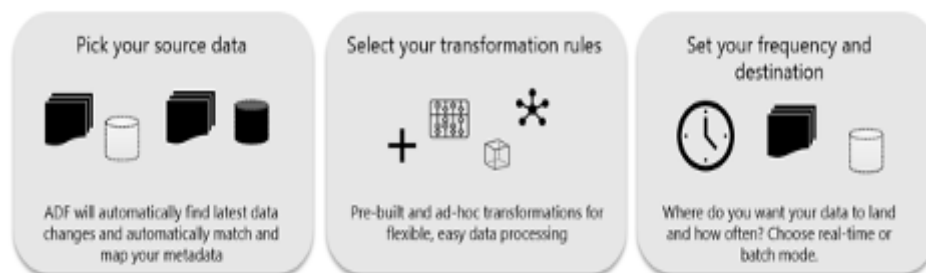 Pick your source data
ADF will automatically find latest data
changes and automatically match and
map your metadata
Select your transformation rules
Pre-built and ad-hoc transformations for
flexible, easy data processing
Set your frequency and
destination
Where do you want your data to land
and how often? Choose real-time or
batch mode.